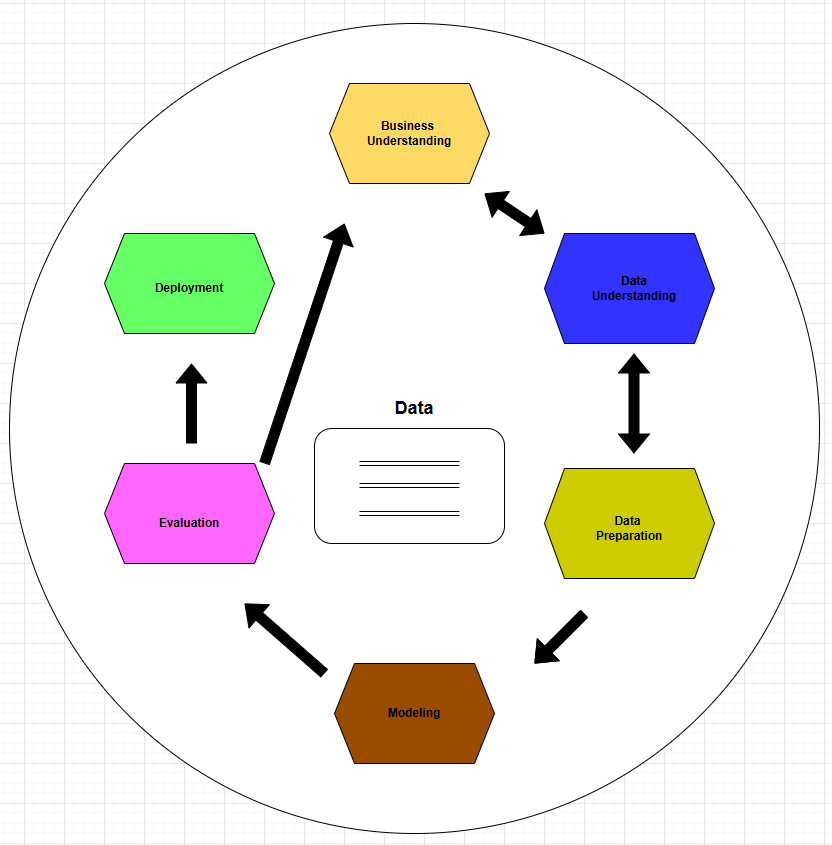 Business
Understanding
Data
Understanding
Deployment
Data
Data
Preparation
Evaluation
Modeling